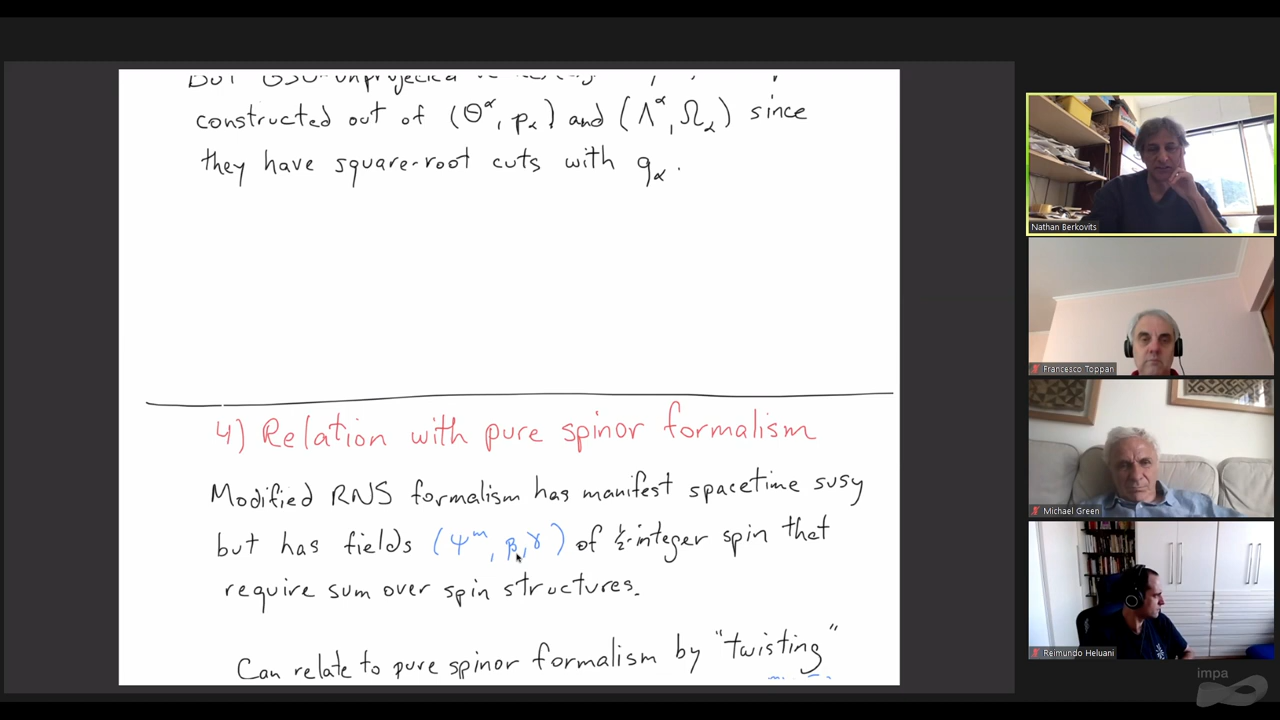 But
constructed out of (θ^α, p_α) and (Λ^α, Ω_α) since
they have square-root cuts with q_α.
4) Relation with pure spinor formalism
Modified RNS formalism has manifest spacetime susy
but has fields (ψ^m, β, γ) of ½-integer spin that
require sum over spin structures.
Can relate to pure spinor formalism by "twisting"
Nathan Berkovits
Francesco Toppan
Michael Green
Reimundo Heluani
impa